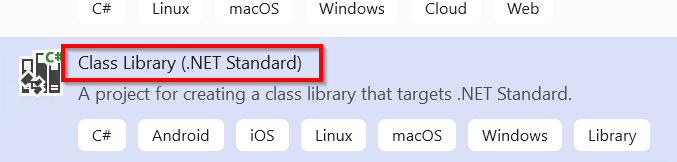 C# Linux macOS Windows Cloud Web
C#
Class Library (.NET Standard)
A project for creating a class library that targets .NET Standard.
C# Android iOS Linux macOS Windows Library